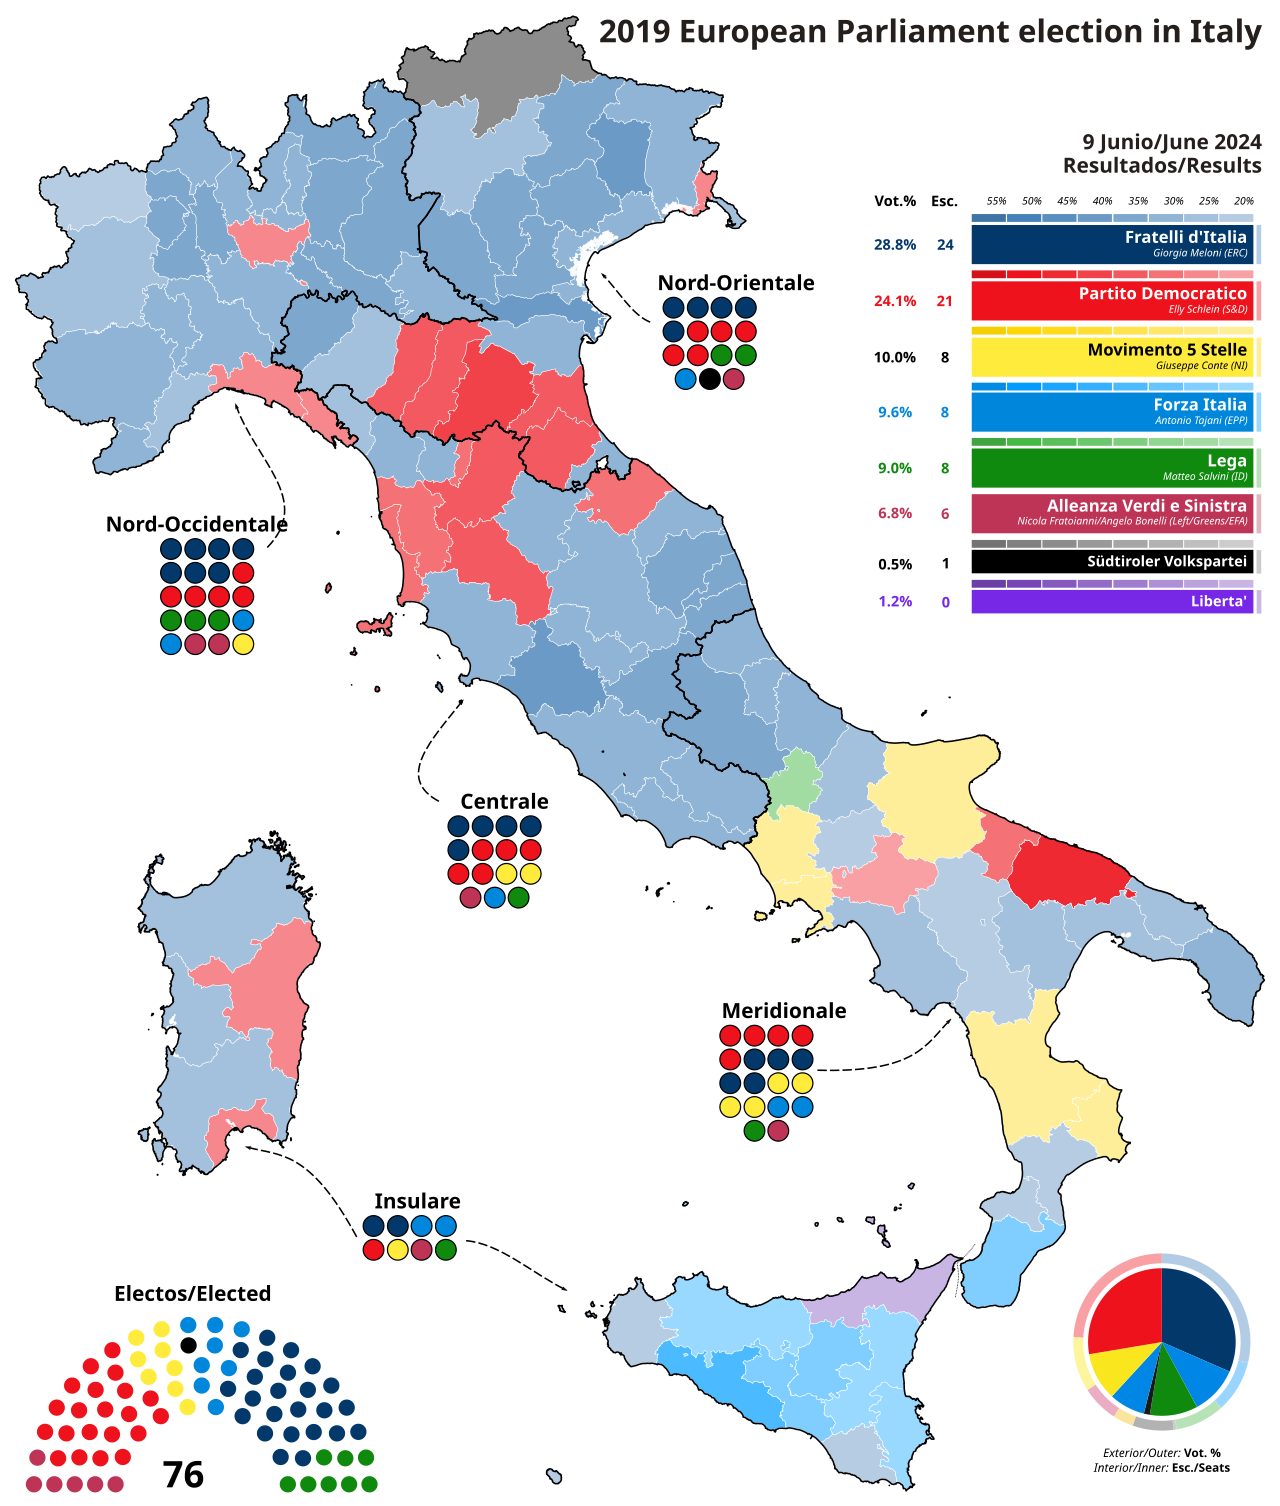 2019 European Parliament election in Italy
9 Junio/June 2024
Resultados/Results
Vot.% Esc. 55% 50% 45% 40% 35% 30% 25% 20%
28.8% 24 Fratelli d'Italia
Giorgia Meloni (ERC)
24.1% 21 Partito Democratico
Elly Schlein (S&D)
10.0% 8 Movimento 5 Stelle
Giuseppe Conte (NI)
9.6% 8 Forza Italia
Antonio Tajani (EPP)
9.0% 8 Lega
Matteo Salvini (ID)
6.8% 6 Alleanza Verdi e Sinistra
Nicola Fratoianni/Angelo Bonelli (Left/Greens/EFA)
0.5% 1 Südtiroler Volkspartei
1.2% 0 Liberta'
Nord-Orientale
Nord-Occidentale
Centrale
Meridionale
Insulare
Electos/Elected
76
Exterior/Outer: Vot. %
Interior/Inner: Esc./Seats